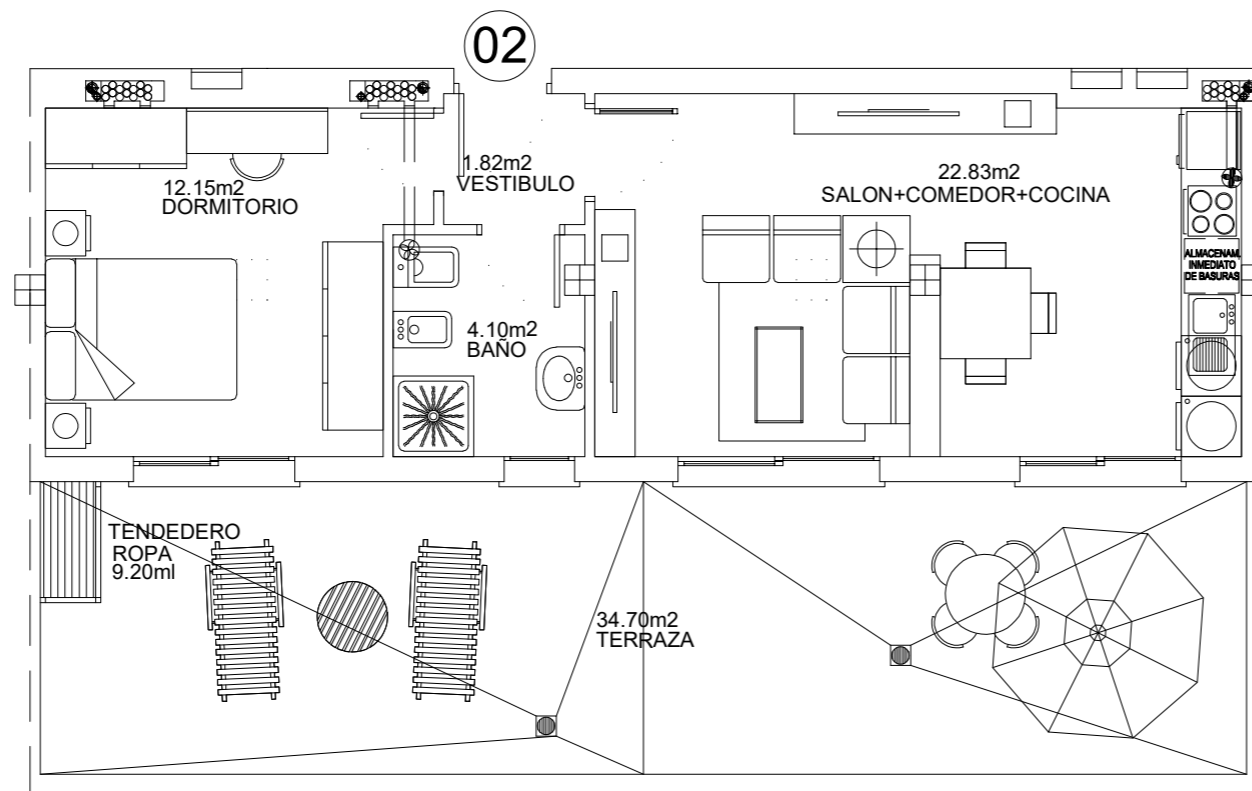 02
12.15m2
DORMITORIO
1.82m2
VESTIBULO
22.83m2
SALON+COMEDOR+COCINA
ALMACENAM.
INMEDIATO
DE BASURAS
4.10m2
BAÑO
TENDEDERO
ROPA
9.20ml
34.70m2
TERRAZA